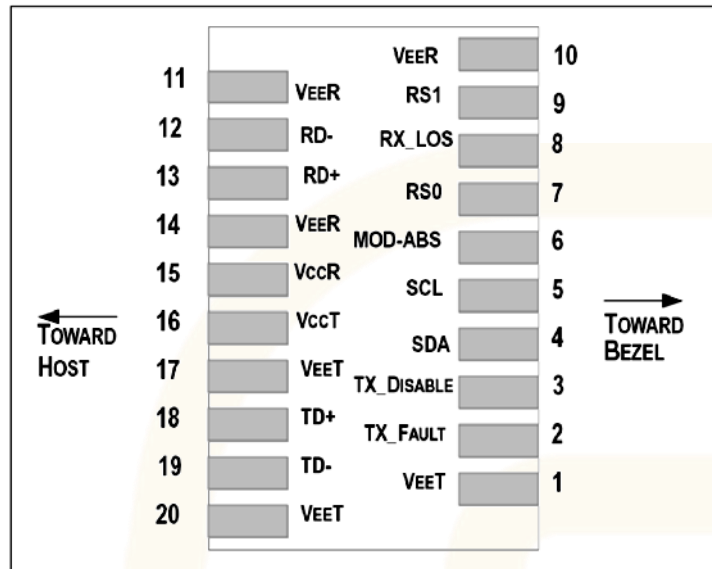 VEER 10
11 VEER
RS1 9
12 RD-
RX_LOS 8
13 RD+
RS0 7
14 VEER
MOD-ABS 6
15 VCCR
SCL 5
16 VCCT
TOWARD
HOST
TOWARD
BEZEL
SDA 4
17 VEET
TX_DISABLE 3
18 TD+
TX_FAULT 2
19 TD-
VEET 1
20 VEET